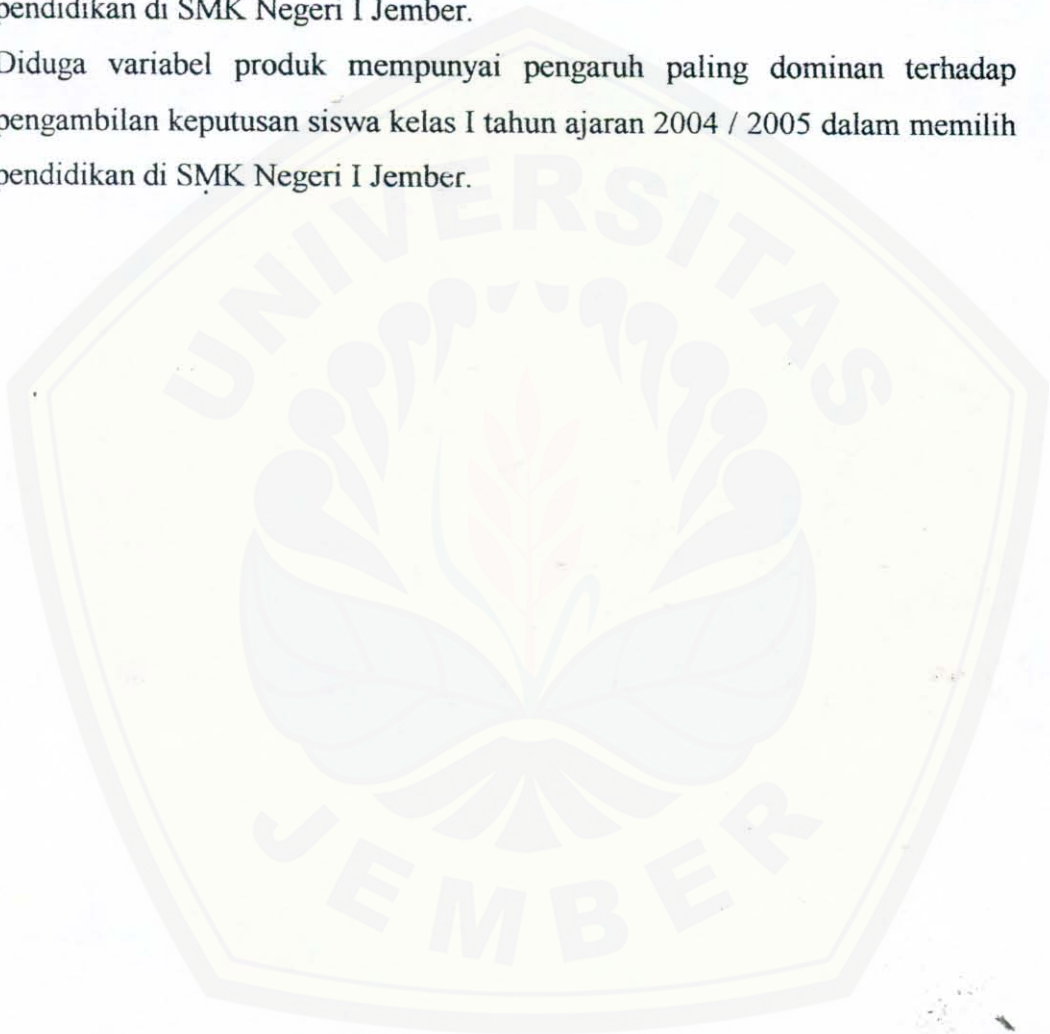 pendidikan di SMK Negeri I Jember.
Diduga variabel produk mempunyai pengaruh paling dominan terhadap
pengambilan keputusan siswa kelas I tahun ajaran 2004 / 2005 dalam memilih
pendidikan di SMK Negeri I Jember.
UNIVERSITAS
JEMBER